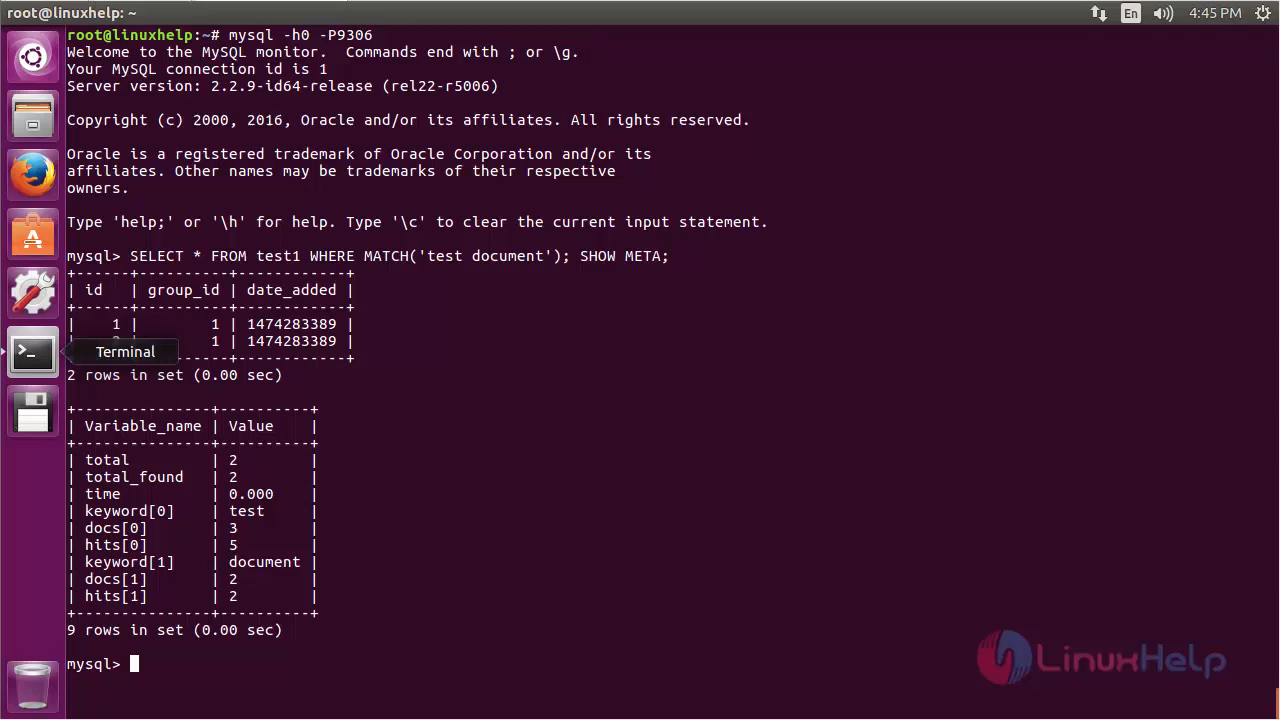 root@linuxhelp: ~
En
4:45 PM
root@linuxhelp:~# mysql -h0 -P9306
Welcome to the MySQL monitor.  Commands end with ; or \g.
Your MySQL connection id is 1
Server version: 2.2.9-id64-release (rel22-r5006)
Copyright (c) 2000, 2016, Oracle and/or its affiliates. All rights reserved.
Oracle is a registered trademark of Oracle Corporation and/or its
affiliates. Other names may be trademarks of their respective
owners.
Type 'help;' or '\h' for help. Type '\c' to clear the current input statement.
mysql> SELECT * FROM test1 WHERE MATCH('test document'); SHOW META;
+------+----------+------------+
| id   | group_id | date_added |
+------+----------+------------+
|    1 |        1 | 1474283389 |
1 | 1474283389 |
Terminal
------+------------+
2 rows in set (0.00 sec)
+---------------+----------+
| Variable_name | Value    |
+---------------+----------+
| total         | 2        |
| total_found   | 2        |
| time          | 0.000    |
| keyword[0]    | test     |
| docs[0]       | 3        |
| hits[0]       | 5        |
| keyword[1]    | document |
| docs[1]       | 2        |
| hits[1]       | 2        |
+---------------+----------+
9 rows in set (0.00 sec)
mysql>
LinuxHelp